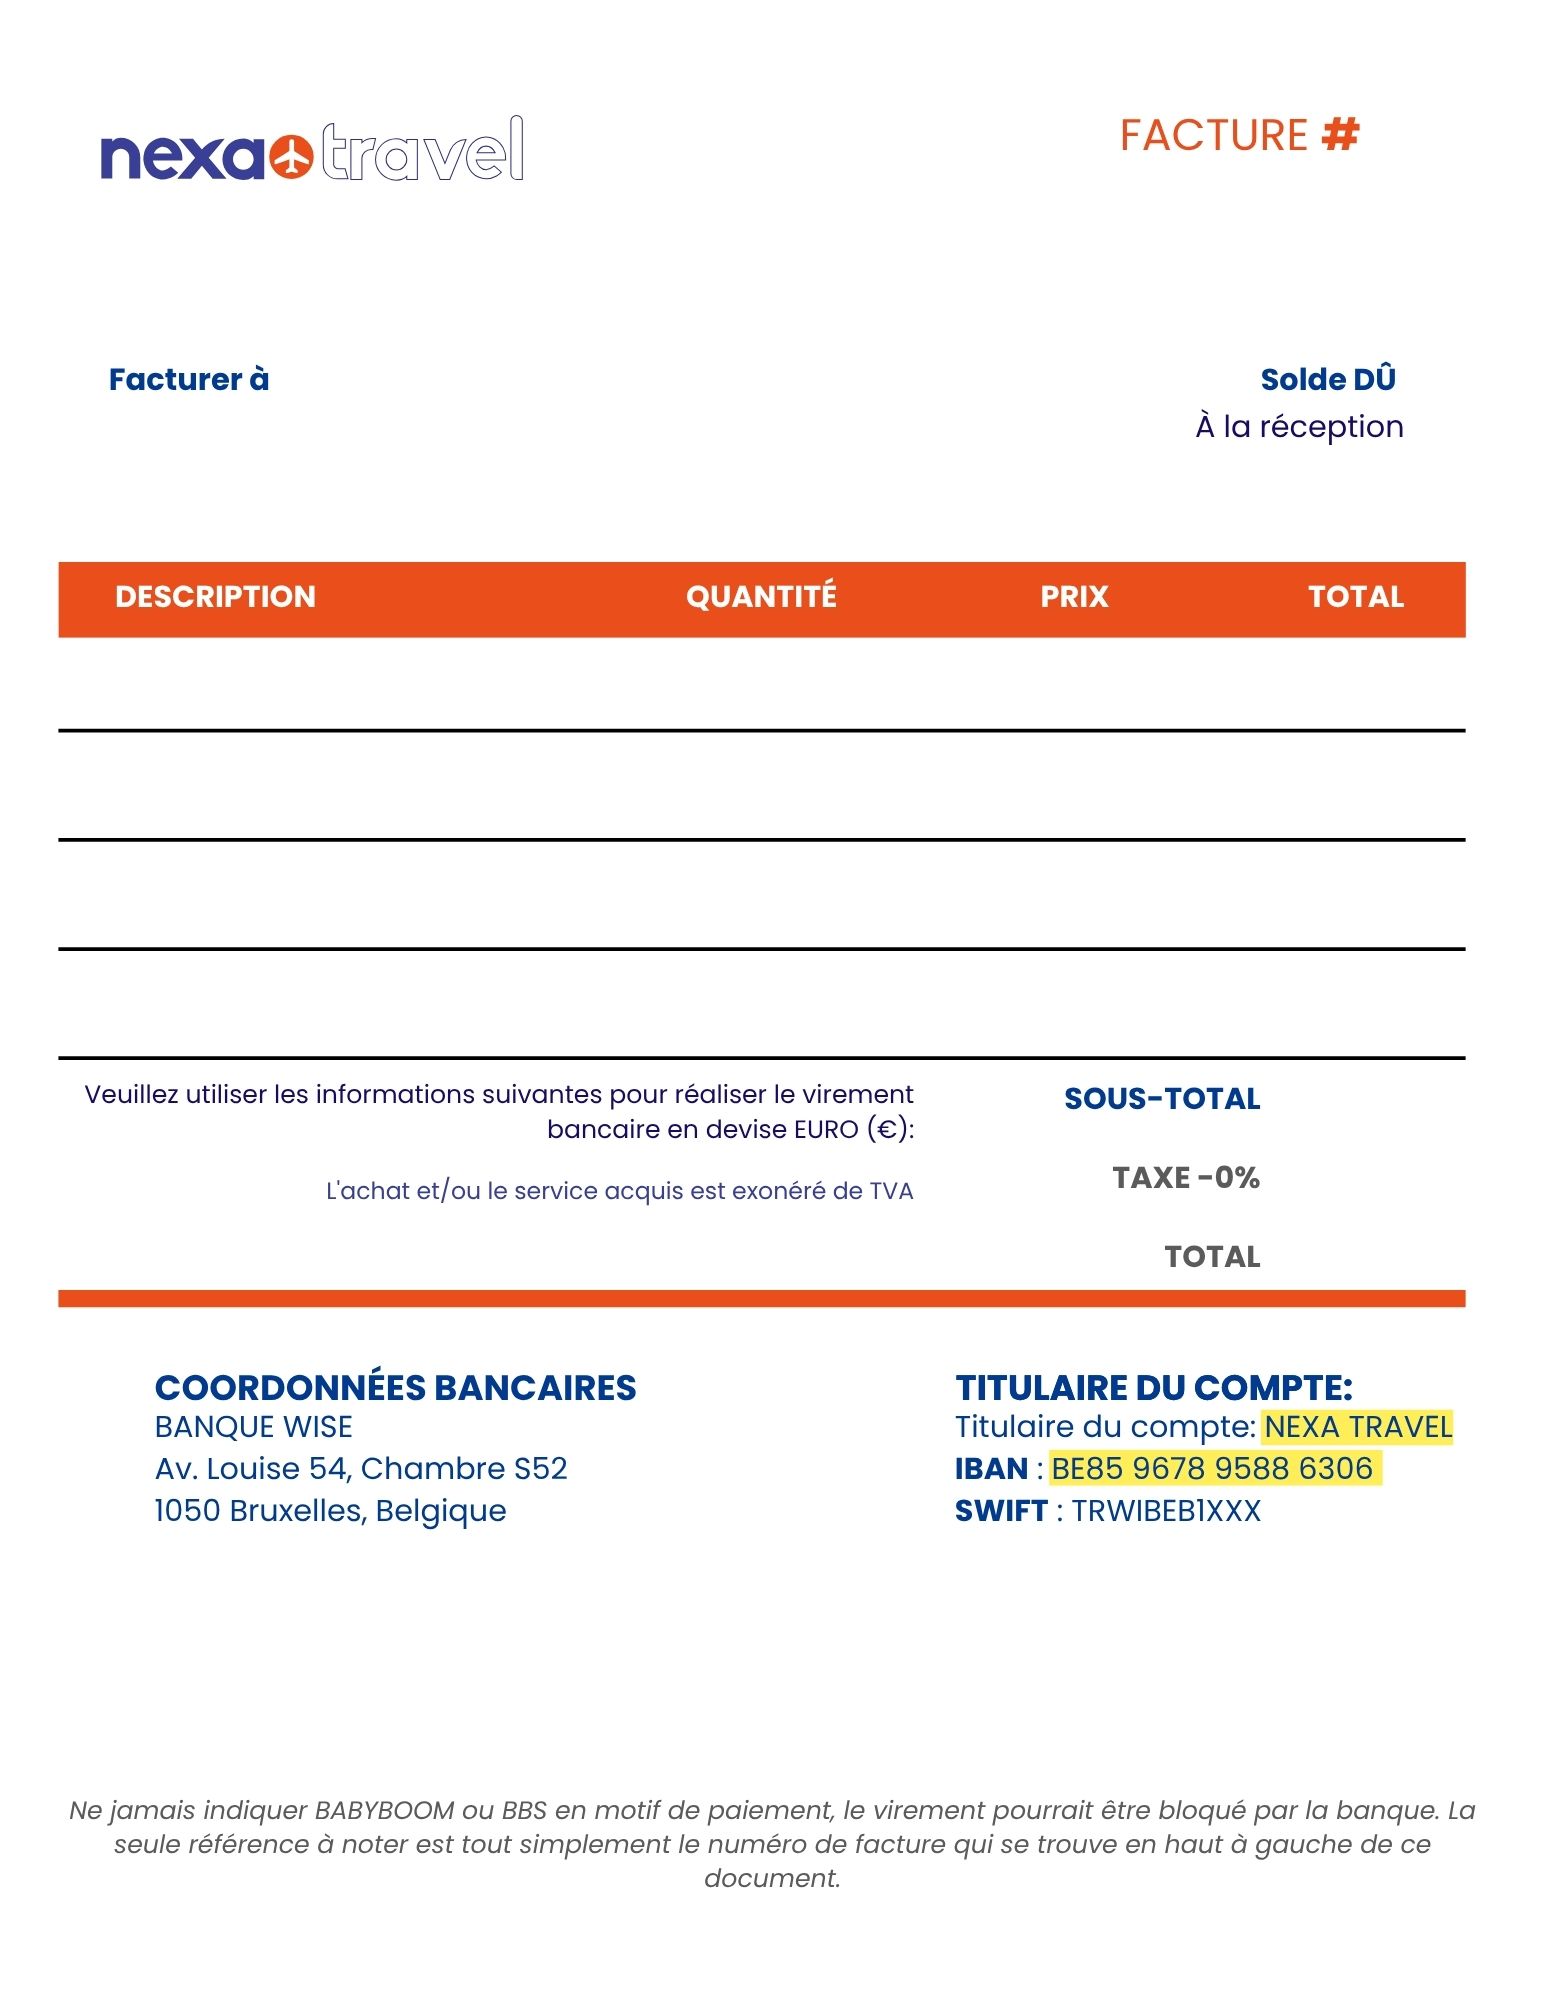 nexa travel
FACTURE #
Facturer à
Solde DÛ
À la réception
DESCRIPTION QUANTITÉ PRIX TOTAL
Veuillez utiliser les informations suivantes pour réaliser le virement
bancaire en devise EURO (€):
L'achat et/ou le service acquis est exonéré de TVA
SOUS-TOTAL
TAXE -0%
TOTAL
COORDONNÉES BANCAIRES
BANQUE WISE
Av. Louise 54, Chambre S52
1050 Bruxelles, Belgique
TITULAIRE DU COMPTE:
Titulaire du compte: NEXA TRAVEL
IBAN : BE85 9678 9588 6306
SWIFT : TRWIBEB1XXX
Ne jamais indiquer BABYBOOM ou BBS en motif de paiement, le virement pourrait être bloqué par la banque. La
seule référence à noter est tout simplement le numéro de facture qui se trouve en haut à gauche de ce
document.